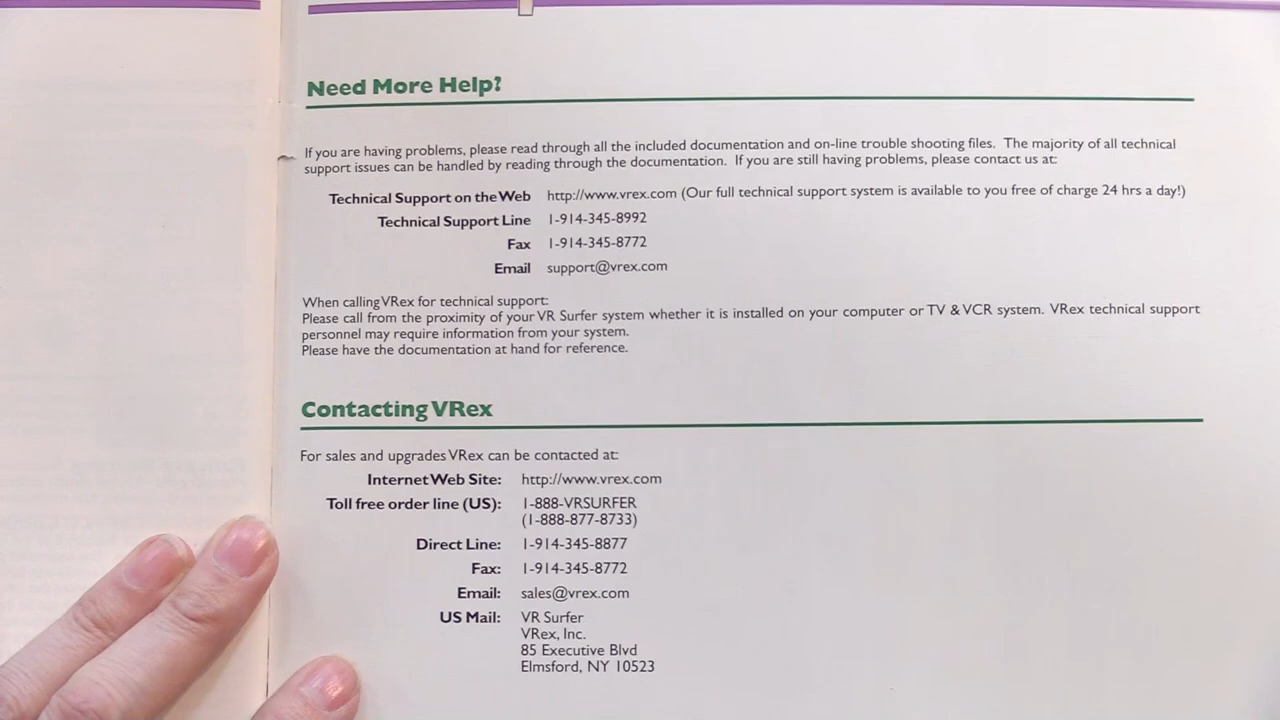 Need More Help?
If you are having problems, please read through all the included documentation and on-line trouble shooting files. The majority of all technical
support issues can be handled by reading through the documentation. If you are still having problems, please contact us at:
Technical Support on the Web http://www.vrex.com (Our full technical support system is available to you free of charge 24 hrs a day!)
Technical Support Line 1-914-345-8992
Fax 1-914-345-8772
Email support@vrex.com
When calling VRex for technical support:
Please call from the proximity of your VR Surfer system whether it is installed on your computer or TV & VCR system. VRex technical support
personnel may require information from your system.
Please have the documentation at hand for reference.
Contacting VRex
For sales and upgrades VRex can be contacted at:
Internet Web Site: http://www.vrex.com
Toll free order line (US): 1-888-VRSURFER
(1-888-877-8733)
Direct Line: 1-914-345-8877
Fax: 1-914-345-8772
Email: sales@vrex.com
US Mail: VR Surfer
VRex, Inc.
85 Executive Blvd
Elmsford, NY 10523